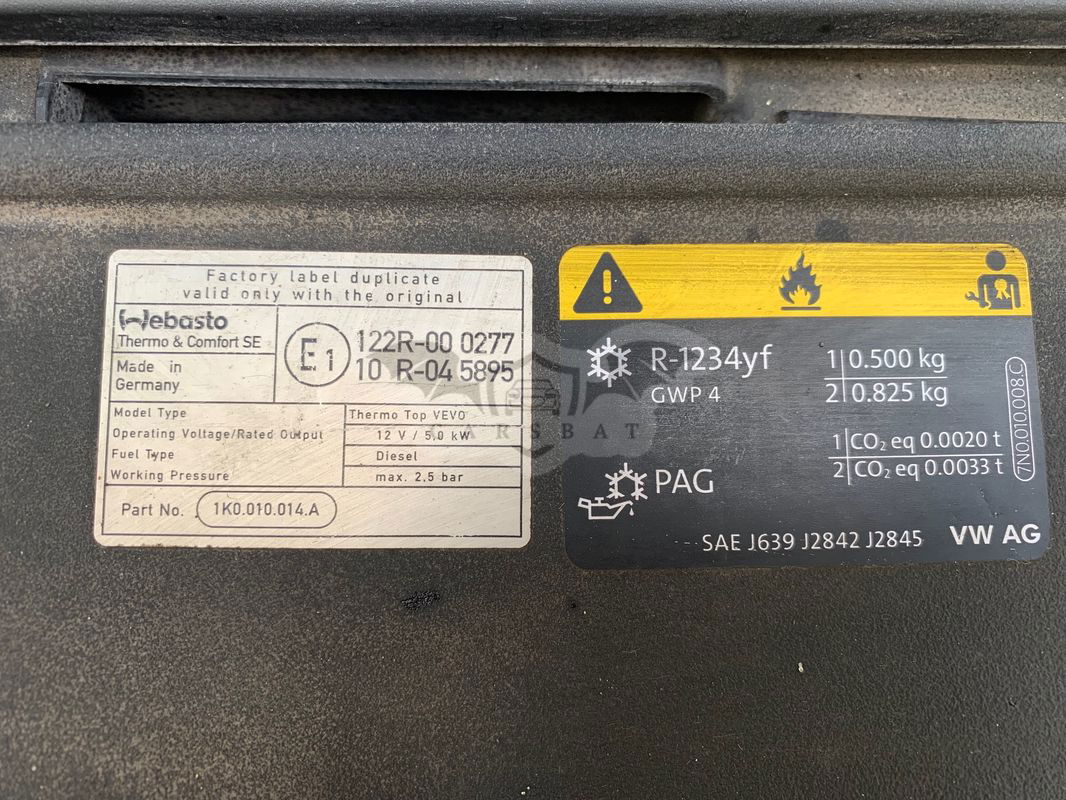 Factory label duplicate
valid only with the original
Webasto
Thermo & Comfort SE
Made in
Germany
E1
122R-00 0277
10 R-04 5895
Model Type Thermo Top VEVO
Operating Voltage/Rated Output 12 V / 5,0 kW
Fuel Type Diesel
Working Pressure max. 2,5 bar
Part No. 1K0.010.014.A
R-1234yf
GWP 4
1 0.500 kg
2 0.825 kg
1 CO₂ eq 0.0020 t
2 CO₂ eq 0.0033 t
PAG
SAE J639 J2842 J2845 VW AG
7N0.010.008.C
CARSBAT